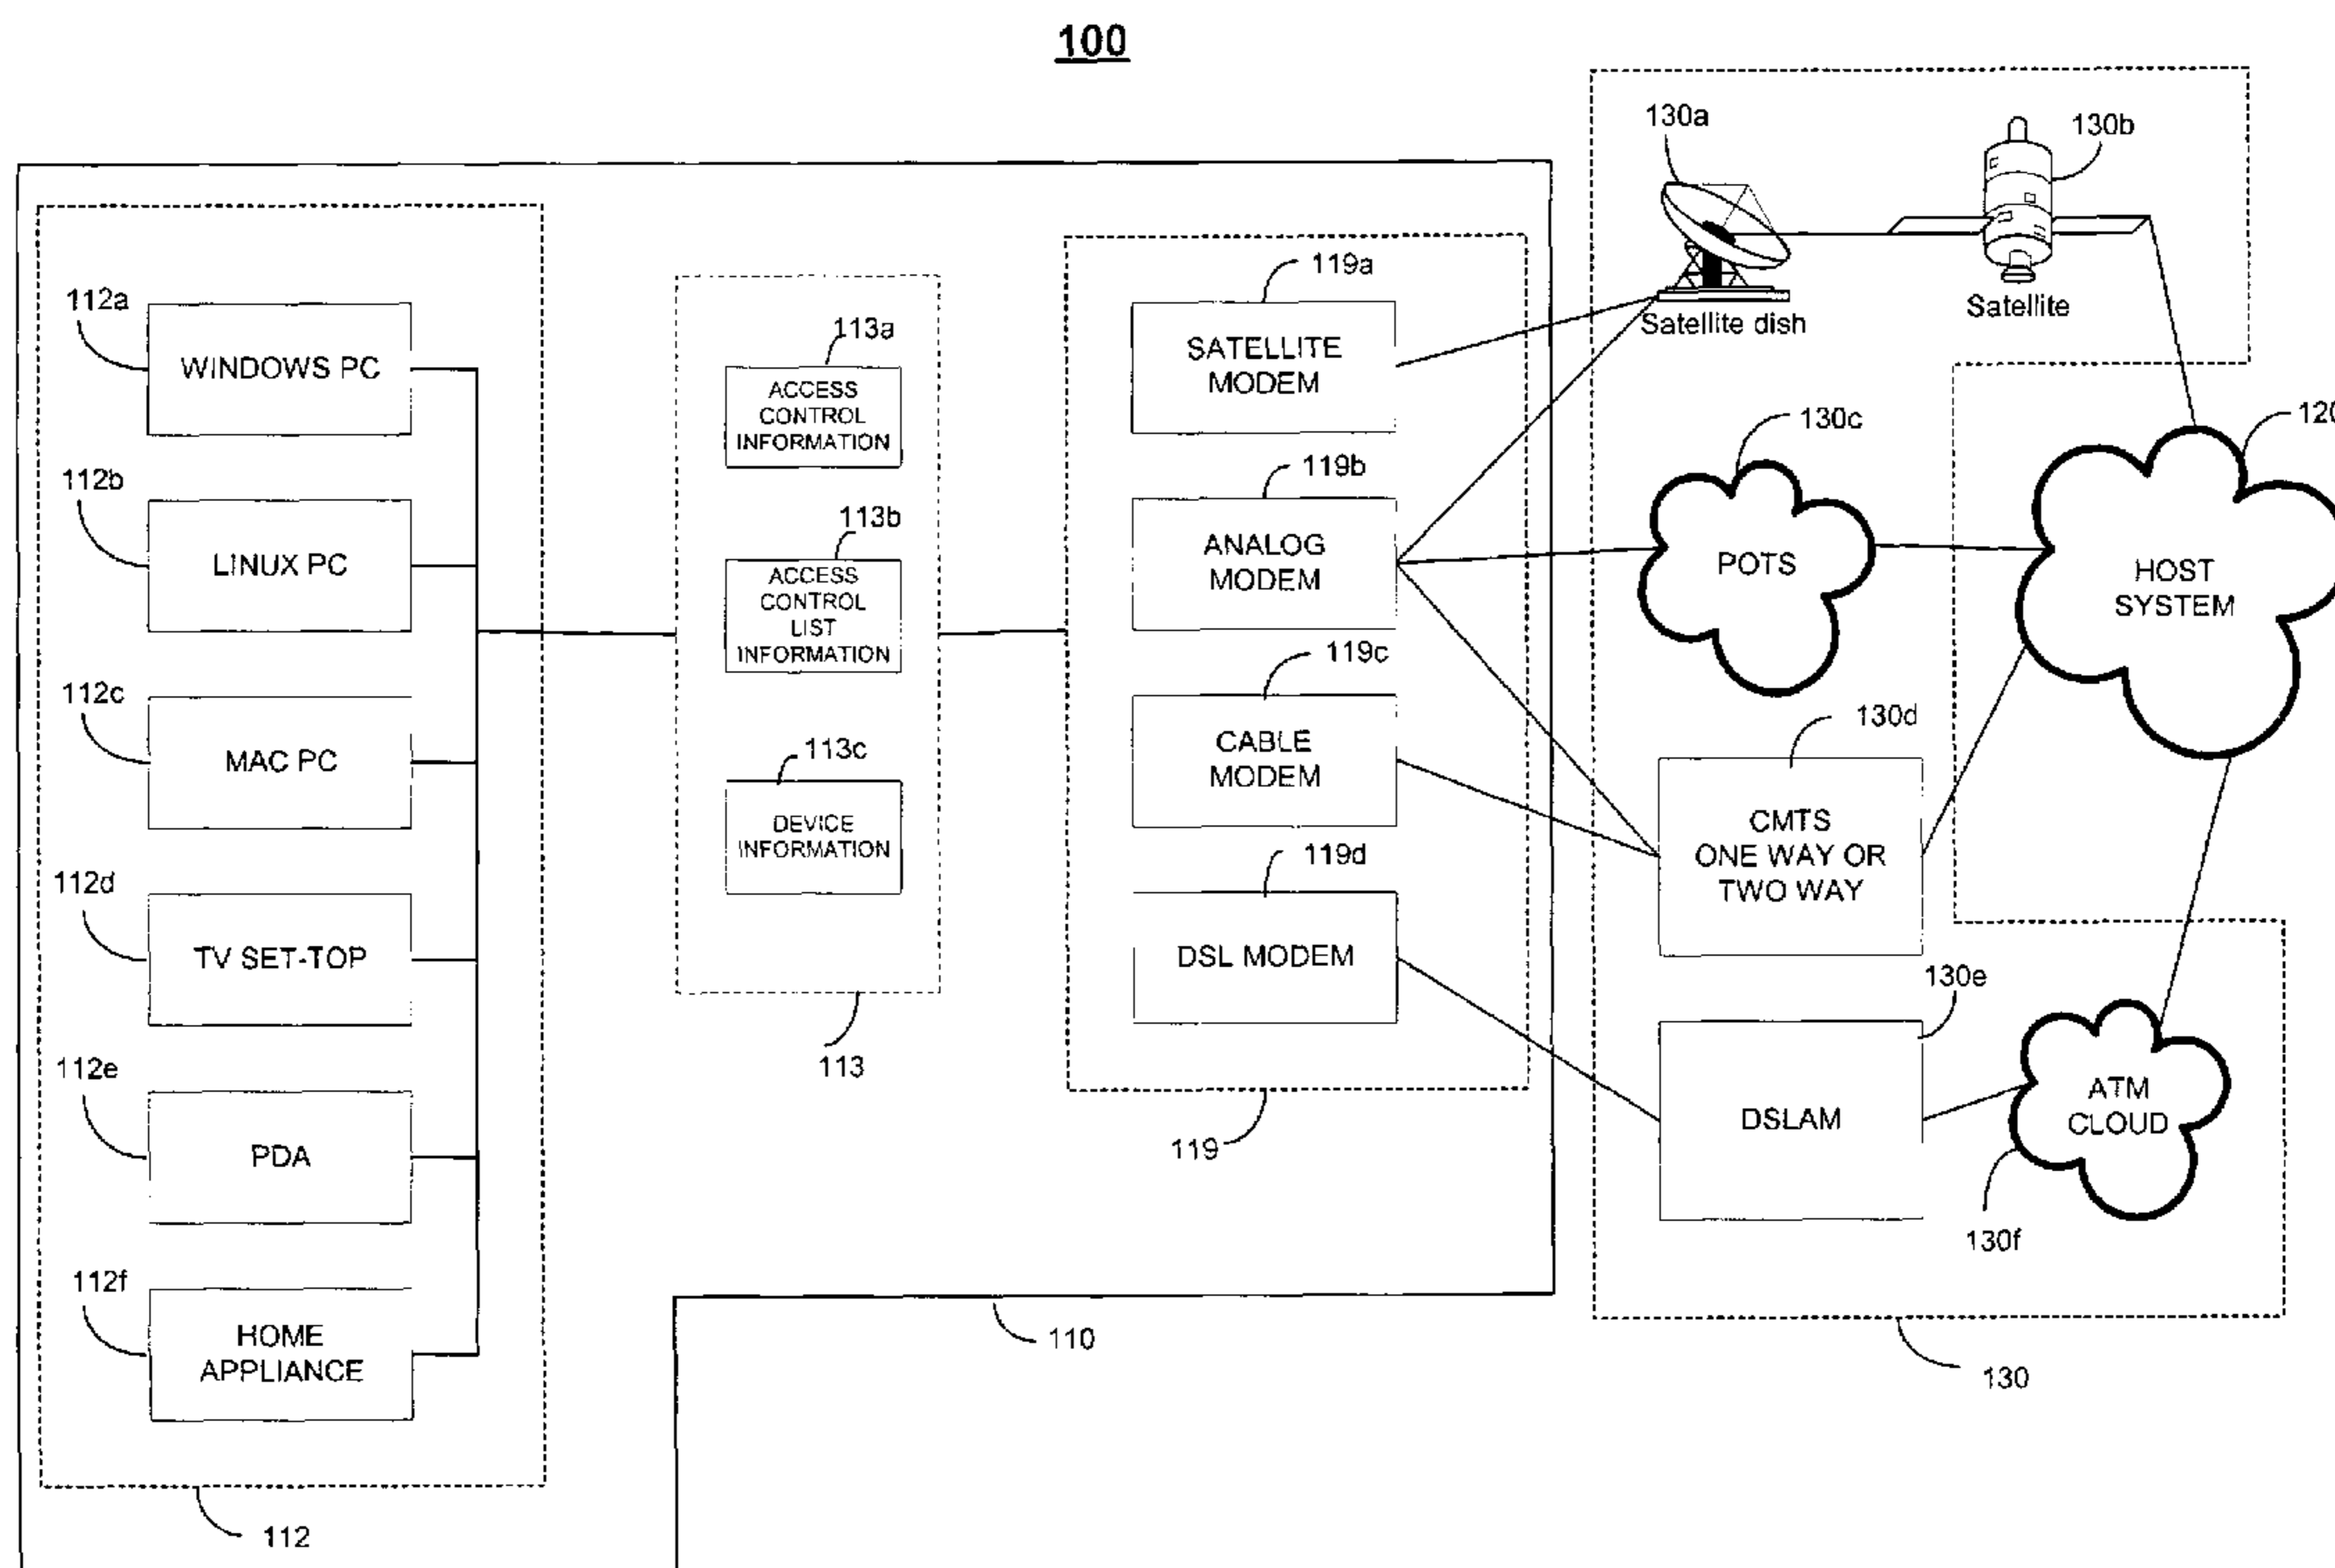 100
130a
130b
Satellite dish
Satellite
112a
WINDOWS PC
112b
LINUX PC
112c
MAC PC
112d
TV SET-TOP
112e
PDA
112f
HOME
APPLIANCE
112
113a
ACCESS
CONTROL
INFORMATION
113b
ACCESS
CONTROL
LIST
INFORMATION
113c
DEVICE
INFORMATION
113
119a
SATELLITE
MODEM
119b
ANALOG
MODEM
119c
CABLE
MODEM
119d
DSL MODEM
119
110
130c
POTS
120
HOST
SYSTEM
130d
CMTS
ONE WAY OR
TWO WAY
130e
DSLAM
ATM
CLOUD
130f
130